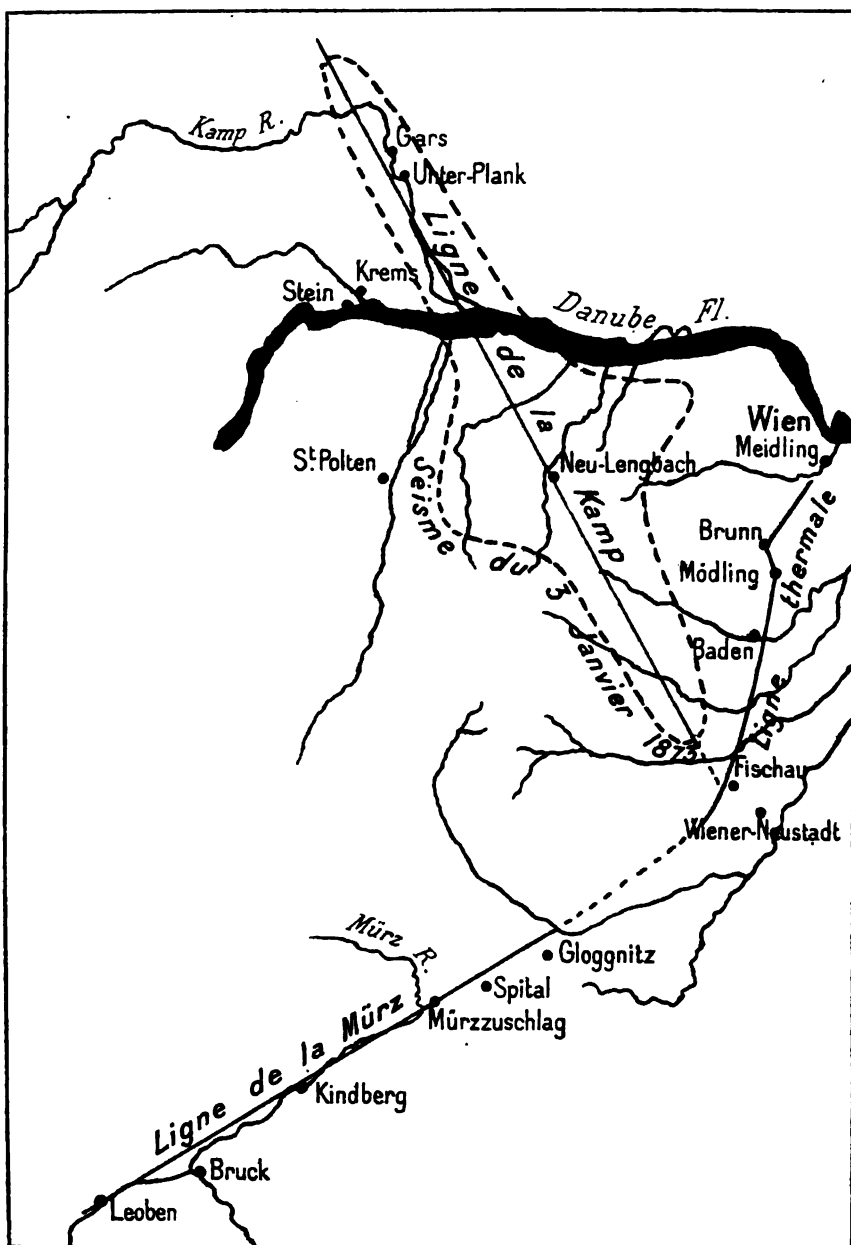 Kamp R.
Gars
Unter-Plank
Ligne de la Kamp
Krems
Stein
Danube Fl.
Wien
Meidling
St. Polten
Neu-Lengbach
Seisme du 3 Janvier 1873
Brunn
Mödling
Ligne thermale
Baden
Fischau
Wiener-Neustadt
Mürz R.
Gloggnitz
Spital
Mürzzuschlag
Ligne de la Mürz
Kindberg
Bruck
Leoben